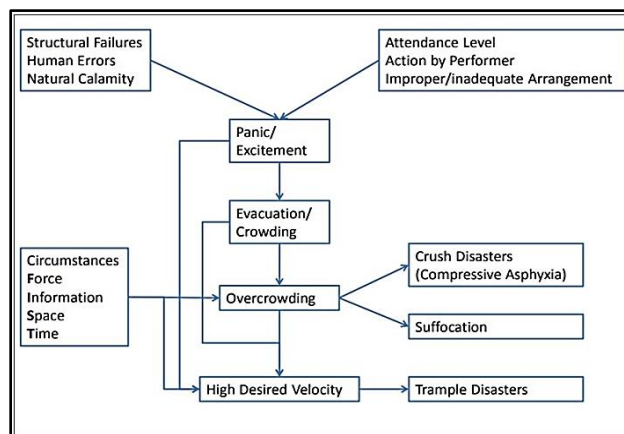 Structural Failures
Human Errors
Natural Calamity
Attendance Level
Action by Performer
Improper/inadequate Arrangement
Panic/
Excitement
Evacuation/
Crowding
Circumstances
Force
Information
Space
Time
Overcrowding
Crush Disasters
(Compressive Asphyxia)
Suffocation
High Desired Velocity
Trample Disasters